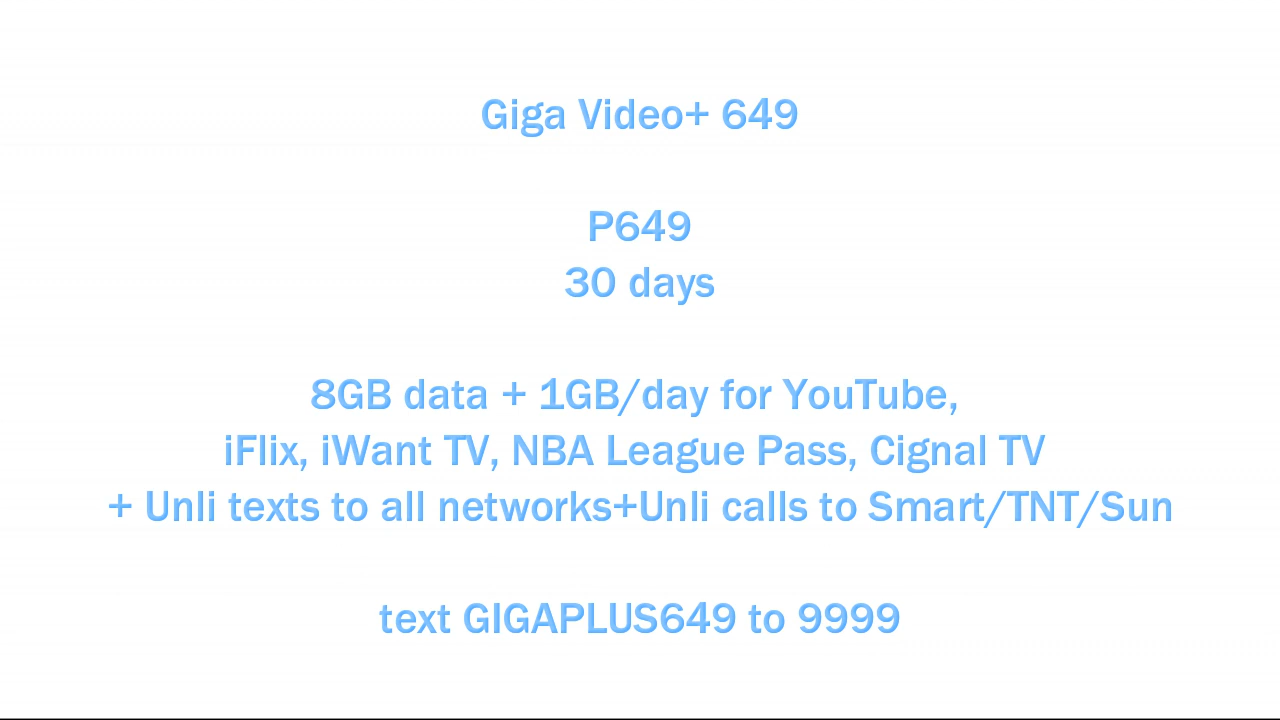 Giga Video+ 649
P649
30 days
8GB data + 1GB/day for YouTube,
iFlix, iWant TV, NBA League Pass, Cignal TV
+ Unli texts to all networks+Unli calls to Smart/TNT/Sun
text GIGAPLUS649 to 9999